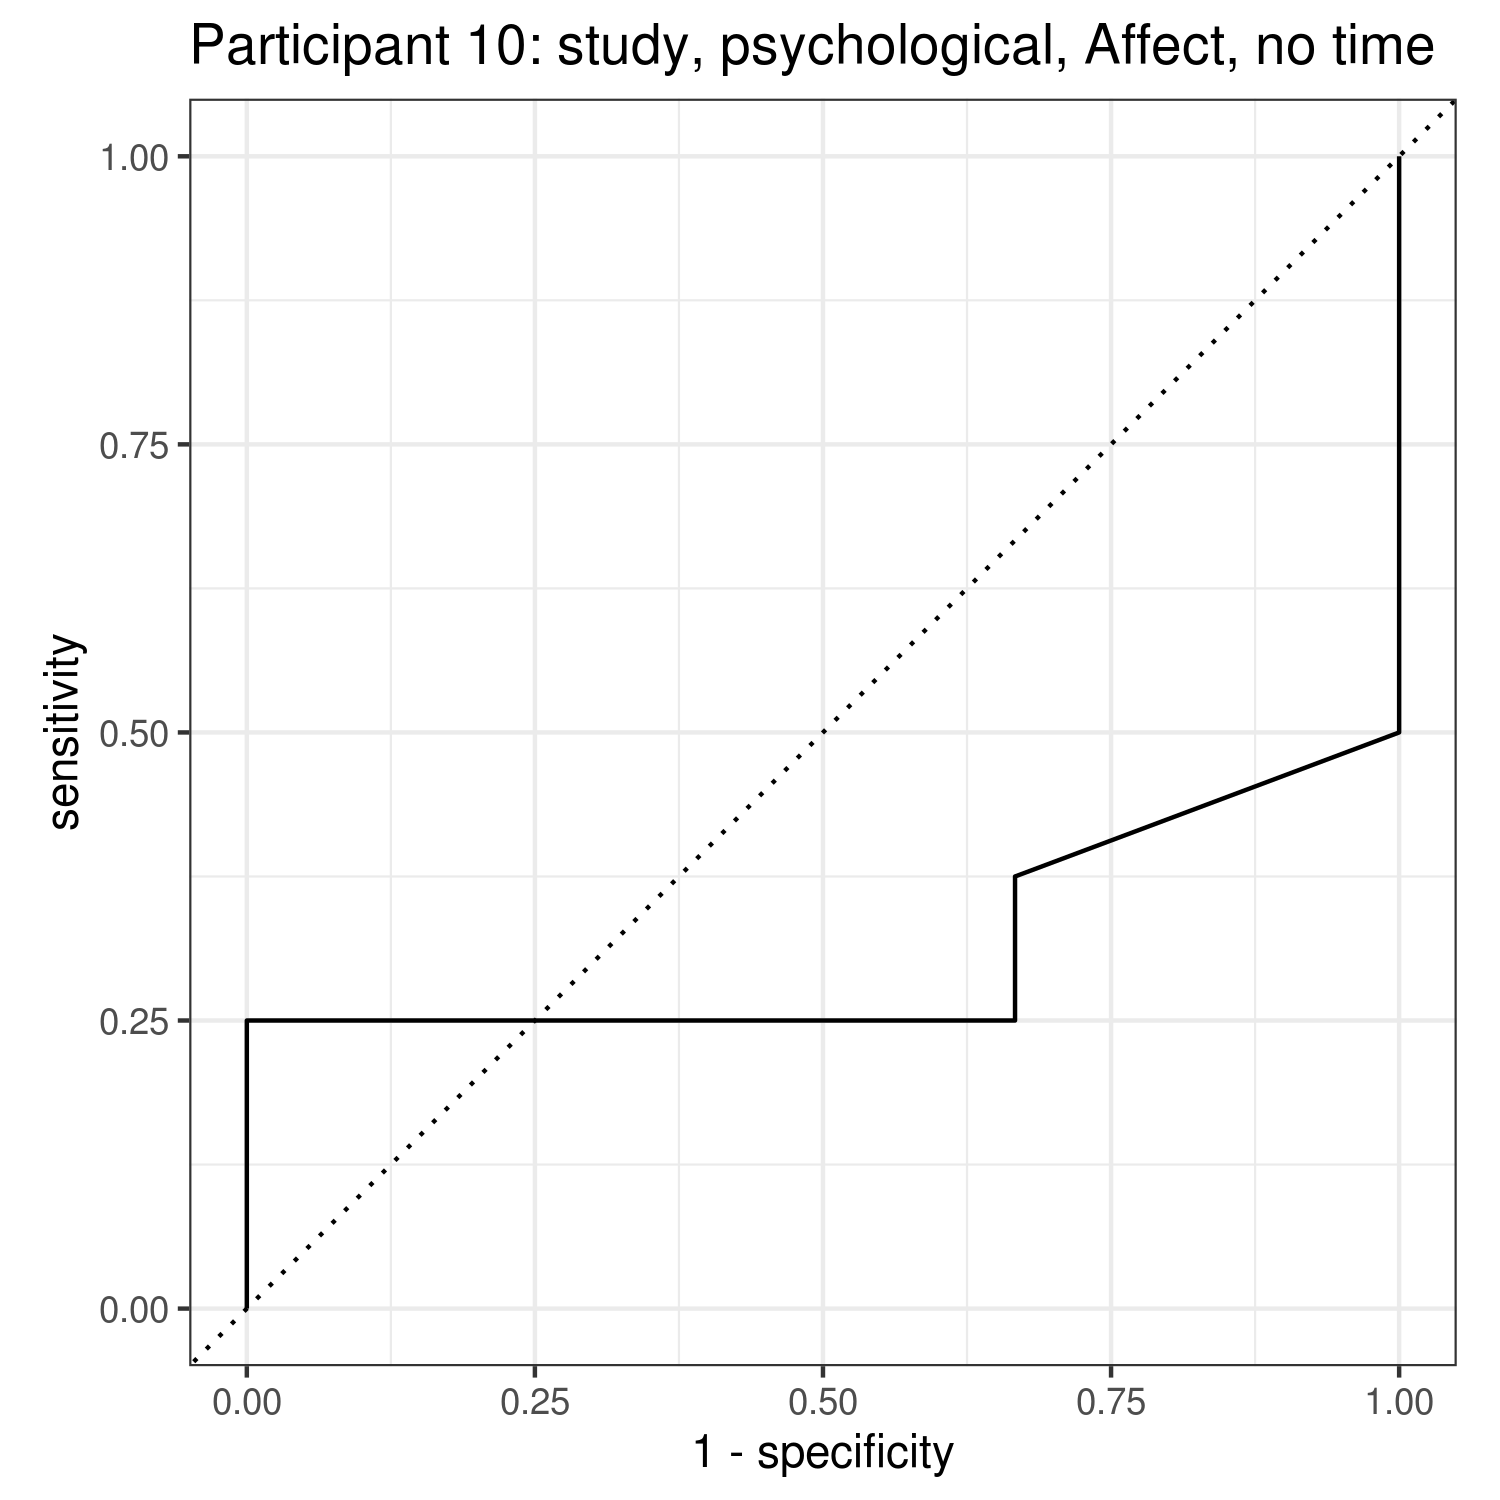 Participant 10: study, psychological, Affect, no time
1.00
0.75
0.50
0.25
0.00
sensitivity
0.00 0.25 0.50 0.75 1.00
1 - specificity